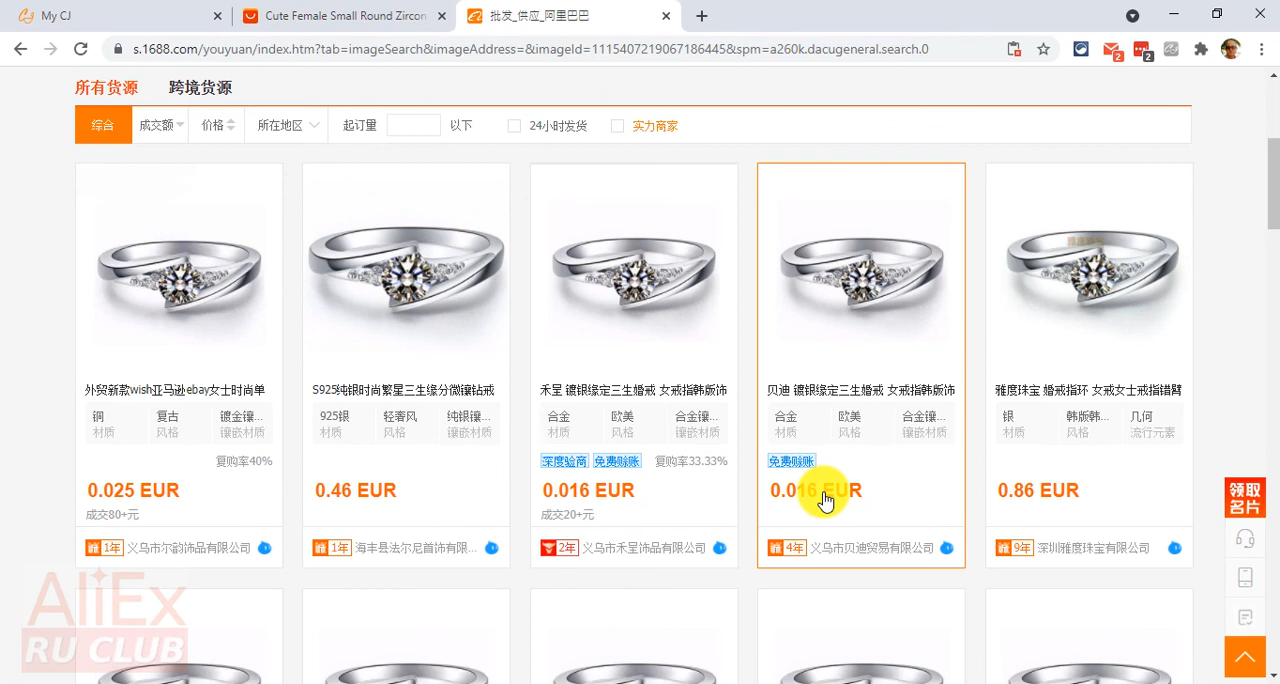 My CJ
Cute Female Small Round Zircon
批发_供应_阿里巴巴
s.1688.com/youyuan/index.htm?tab=imageSearch&imageAddress=&imageId=1115407219067186445&spm=a260k.dacugeneral.search.0
2
2
所有货源 跨境货源
综合 成交额 价格 所在地区 起订量 以下 24小时发货 实力商家
外贸新款wish亚马逊ebay女士时尚单
铜 复古 镀金镶...
材质 风格 镶嵌材质
复购率40%
0.025 EUR
成交80+元
1年 义乌市尔韵饰品有限公司
S925纯银时尚繁星三生缘分微镶钻戒
925银 轻奢风 纯银镶...
材质 风格 镶嵌材质
0.46 EUR
1年 海丰县法尔尼首饰有限...
禾呈 镀银缘定三生婚戒 女戒指韩版饰
合金 欧美 合金镶...
材质 风格 镶嵌材质
深度验商 免费赊账 复购率33.33%
0.016 EUR
成交20+元
2年 义乌市禾呈饰品有限公司
贝迪 镀银缘定三生婚戒 女戒指韩版饰
合金 欧美 合金镶...
材质 风格 镶嵌材质
免费赊账
0.016 EUR
4年 义乌市贝迪贸易有限公司
雅度珠宝 婚戒指环 女戒女士戒指错臂
银 韩版韩... 几何
材质 风格 流行元素
0.86 EUR
9年 深圳雅度珠宝有限公司
领取
名片
AliEx
RU CLUB